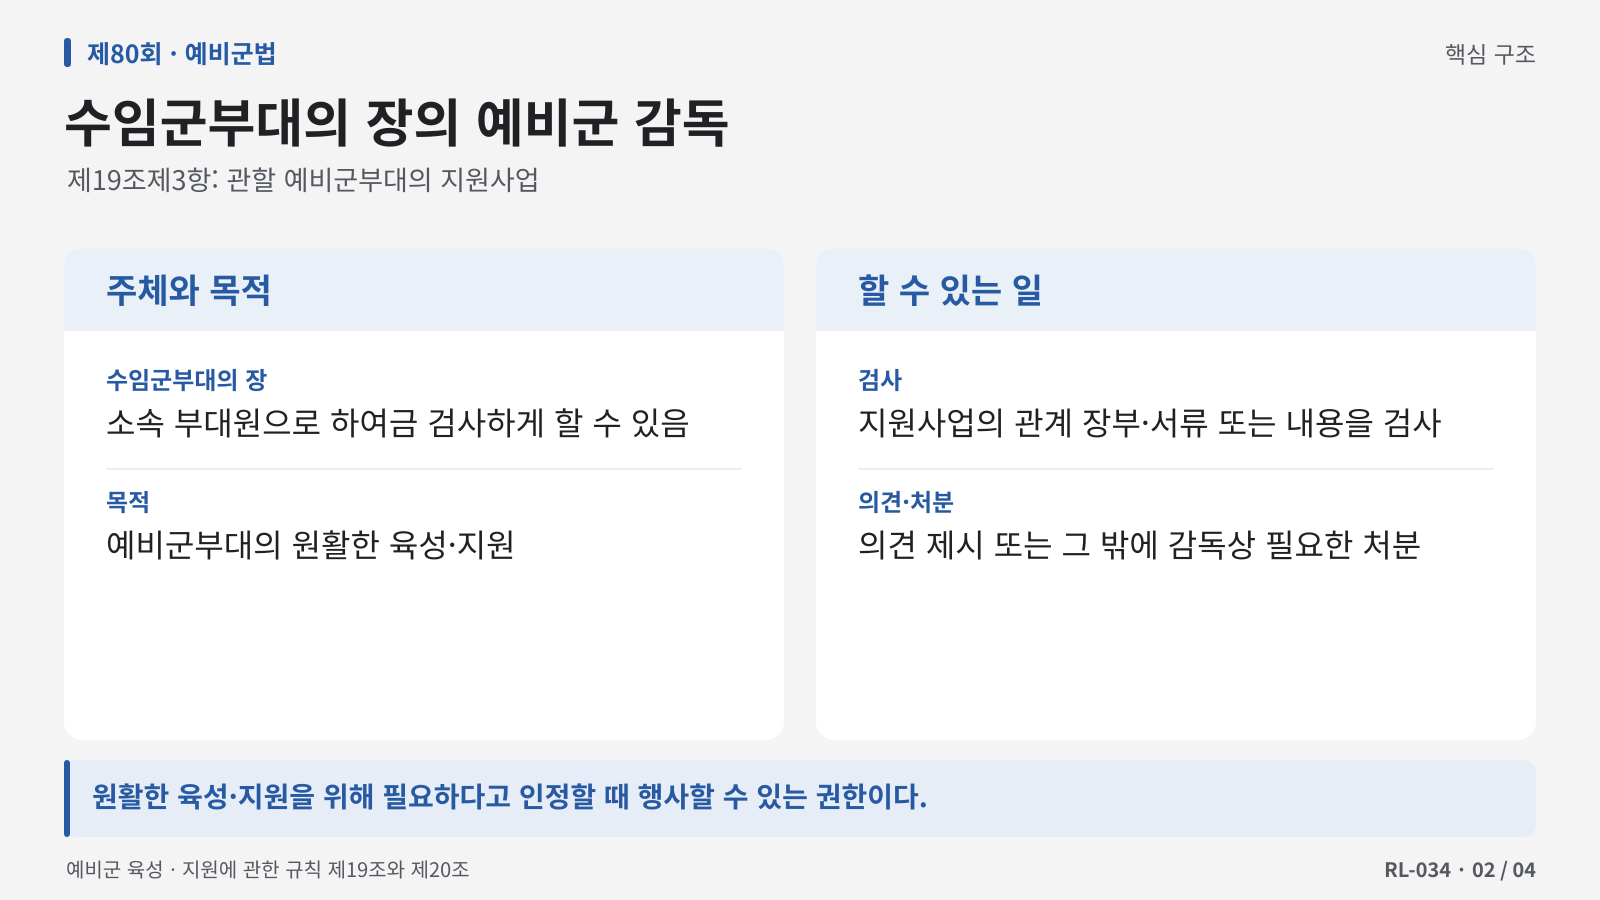 제80회 · 예비군법
핵심 구조
수임군부대의 장의 예비군 감독
제19조제3항: 관할 예비군부대의 지원사업
주체와 목적
수임군부대의 장
소속 부대원으로 하여금 검사하게 할 수 있음
목적
예비군부대의 원활한 육성·지원
할 수 있는 일
검사
지원사업의 관계 장부·서류 또는 내용을 검사
의견·처분
의견 제시 또는 그 밖에 감독상 필요한 처분
원활한 육성·지원을 위해 필요하다고 인정할 때 행사할 수 있는 권한이다.
예비군 육성 · 지원에 관한 규칙 제19조와 제20조
RL-034 · 02 / 04